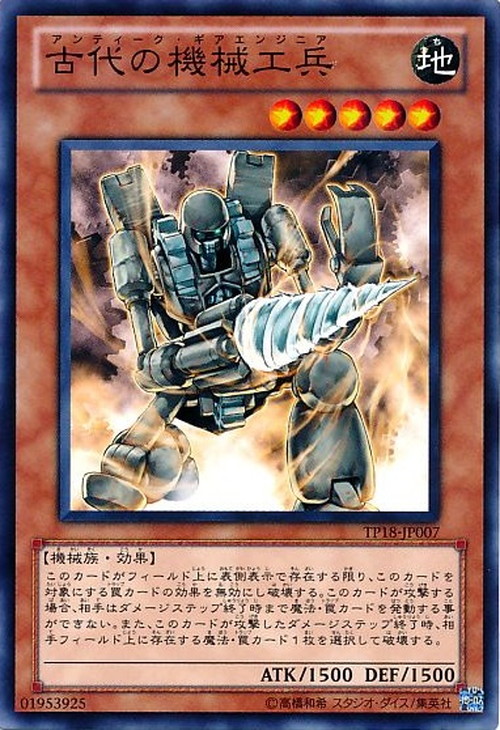 アンティーク・ギアエンジニア
古代の機械工兵
ち
地
TP18-JP007
【機械族・効果】
このカードがフィールド上に表側表示で存在する限り、このカードを
対象にする罠カードの効果を無効にし破壊する。このカードが攻撃する
場合、相手はダメージステップ終了時まで魔法・罠カードを発動する事
ができない。また、このカードが攻撃したダメージステップ終了時、相
手フィールド上に存在する魔法・罠カード1枚を選択して破壊する。
ATK/1500 DEF/1500
01953925
©高橋和希 スタジオ・ダイス/集英社